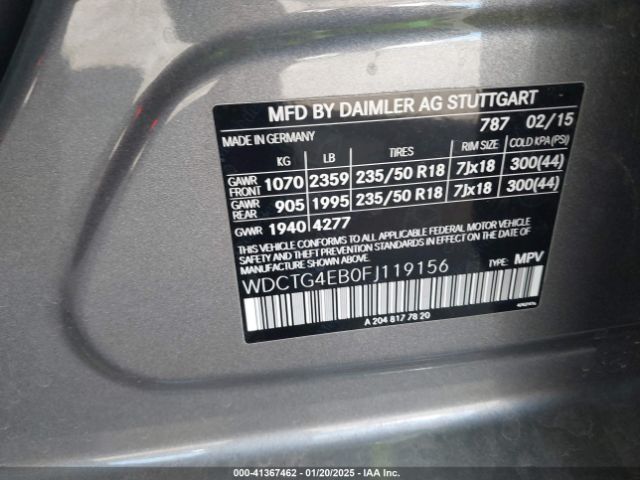 MFD BY DAIMLER AG STUTTGART
787 02/15
MADE IN GERMANY
KG LB TIRES RIM SIZE COLD KPA(PSI)
GAWR FRONT 1070 2359 235/50 R18 7Jx18 300(44)
GAWR REAR 905 1995 235/50 R18 7Jx18 300(44)
GVWR 1940 4277
THIS VEHICLE CONFORMS TO ALL APPLICABLE FEDERAL MOTOR VEHICLE
SAFETY AND THEFT PREVENTION STANDARDS IN EFFECT ON THE DATE OF
MANUFACTURE SHOWN ABOVE.
WDCTG4EB0FJ119156 TYPE: MPV
A 204 817 78 20
000-41367462 - 01/20/2025 - IAA Inc.